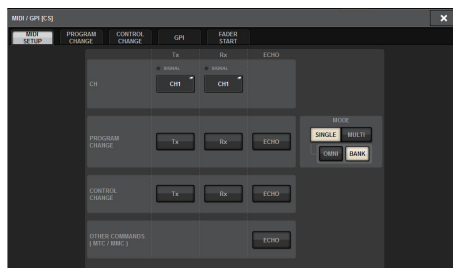 MIDI / GPI [CS]
MIDI SETUP
PROGRAM CHANGE
CONTROL CHANGE
GPI
FADER START
Tx
Rx
ECHO
SIGNAL
SIGNAL
CH
CH1
CH1
MODE
SINGLE
MULTI
OMNI
BANK
PROGRAM CHANGE
Tx
Rx
ECHO
CONTROL CHANGE
Tx
Rx
ECHO
OTHER COMMANDS
( MTC / MMC )
ECHO